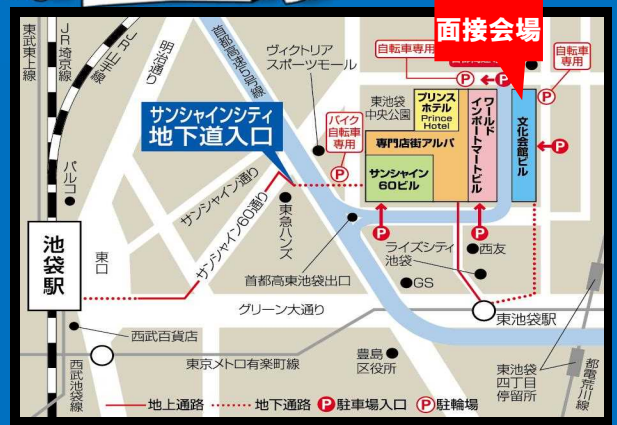 面接会場
東武東上線
JR埼京線
JR山手線
明治通り
首都高速5号線
ヴィクトリア
スポーツモール
自転車専用
自転車
専用
サンシャインシティ
地下道入口
バイク
自転車
専用
東池袋
中央公園
プリンス
ホテル
Prince
Hotel
ワールド
インポートマートビル
文化会館ビル
専門店街アルパ
サンシャイン
60ビル
パルコ
サンシャイン通り
サンシャイン60通り
東急ハンズ
池袋駅
東口
首都高東池袋出口
ライズシティ
池袋
西友
GS
グリーン大通り
東池袋駅
西武百貨店
東京メトロ有楽町線
豊島
区役所
東池袋
四丁目
停留所
都電荒川線
西武池袋線
地上通路
地下通路
P駐車場入口
P駐輪場